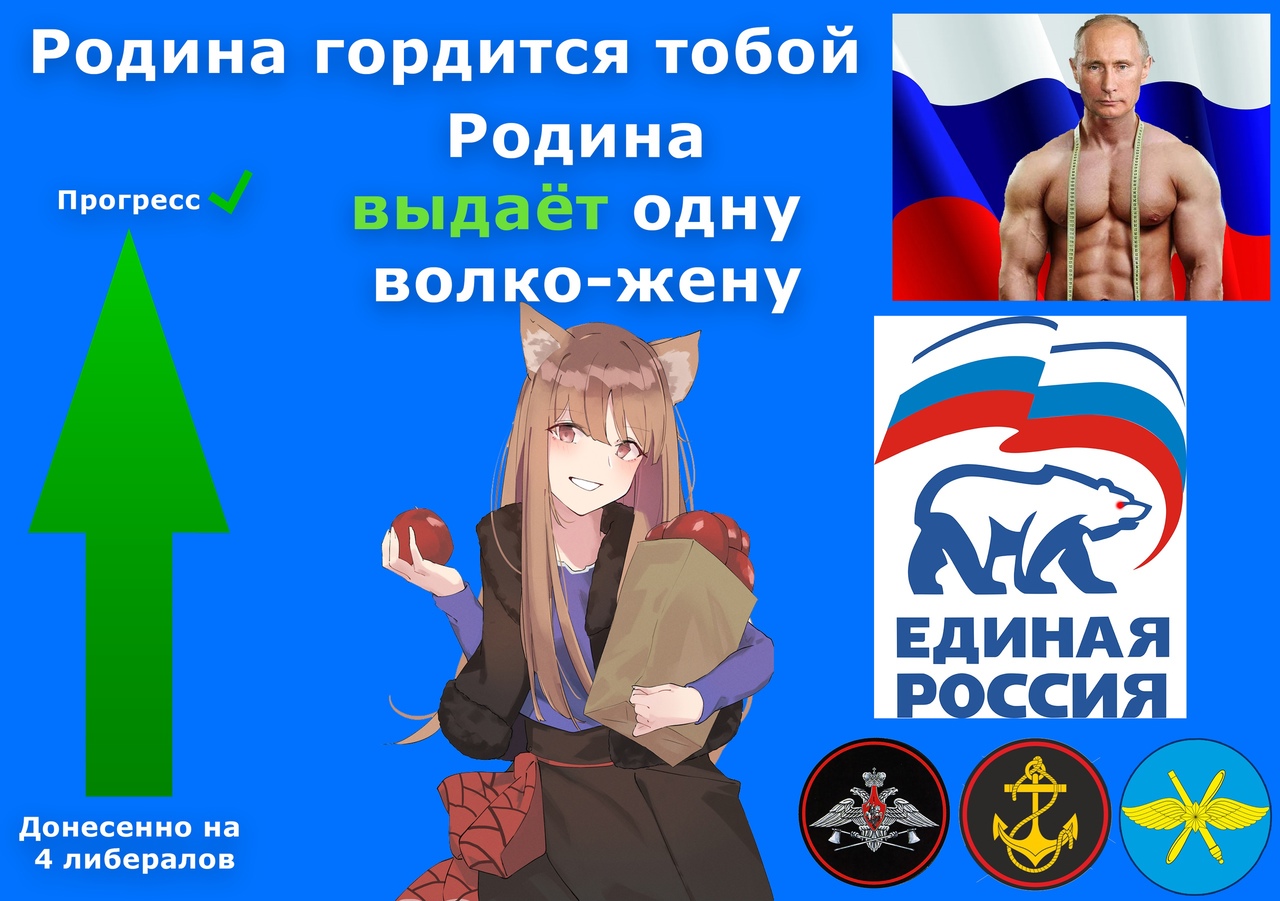 Родина гордится тобой
Родина
выдаёт одну
волко-жену
Прогресс
Донесенно на
4 либералов
ЕДИНАЯ
РОССИЯ